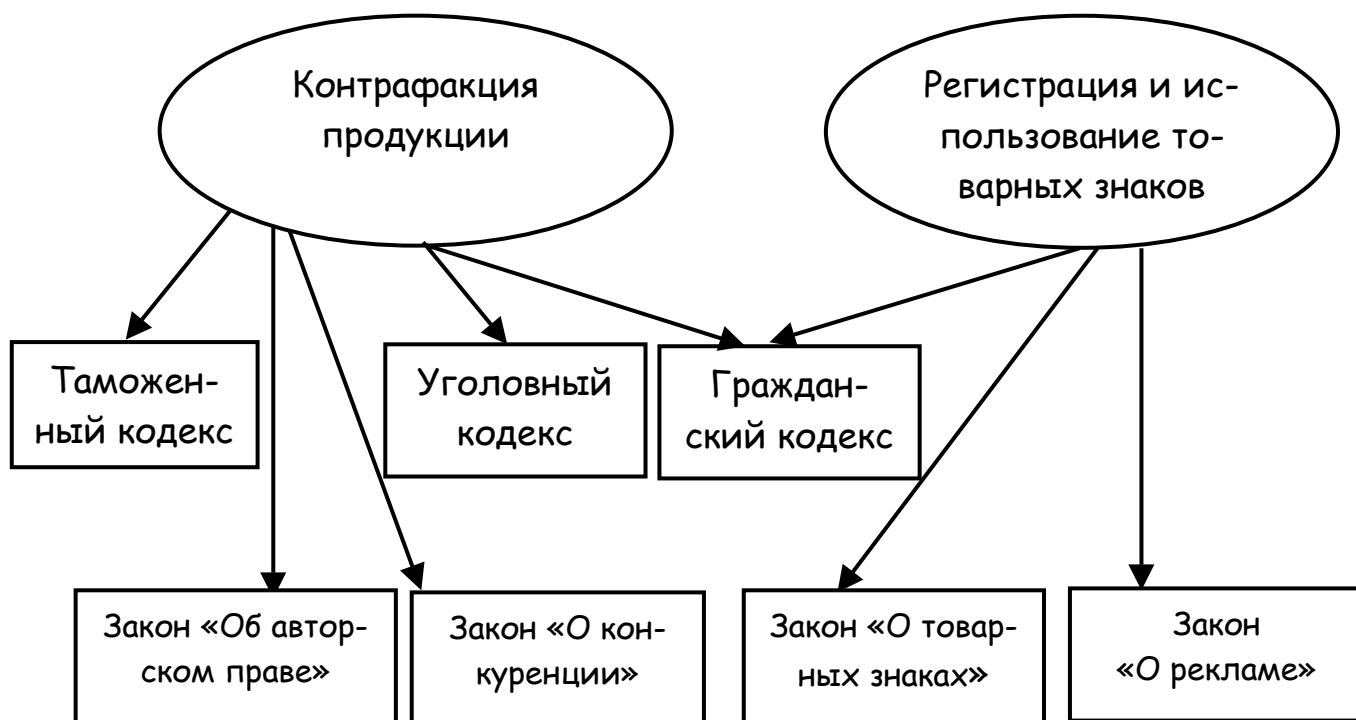 Контрафакция
продукции
Регистрация и ис-
пользование то-
варных знаков
Таможен-
ный кодекс
Уголовный
кодекс
Граждан-
ский кодекс
Закон «Об автор-
ском праве»
Закон «О кон-
куренции»
Закон «О товар-
ных знаках»
Закон
«О рекламе»